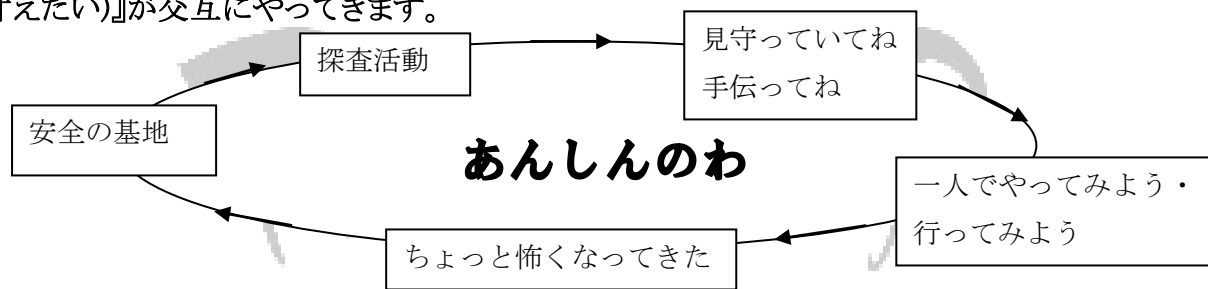 たい)』が交互にやってきます。
探査活動
見守っていてね
手伝ってね
安全の基地
あんしんのわ
一人でやってみよう・
行ってみよう
ちょっと怖くなってきた